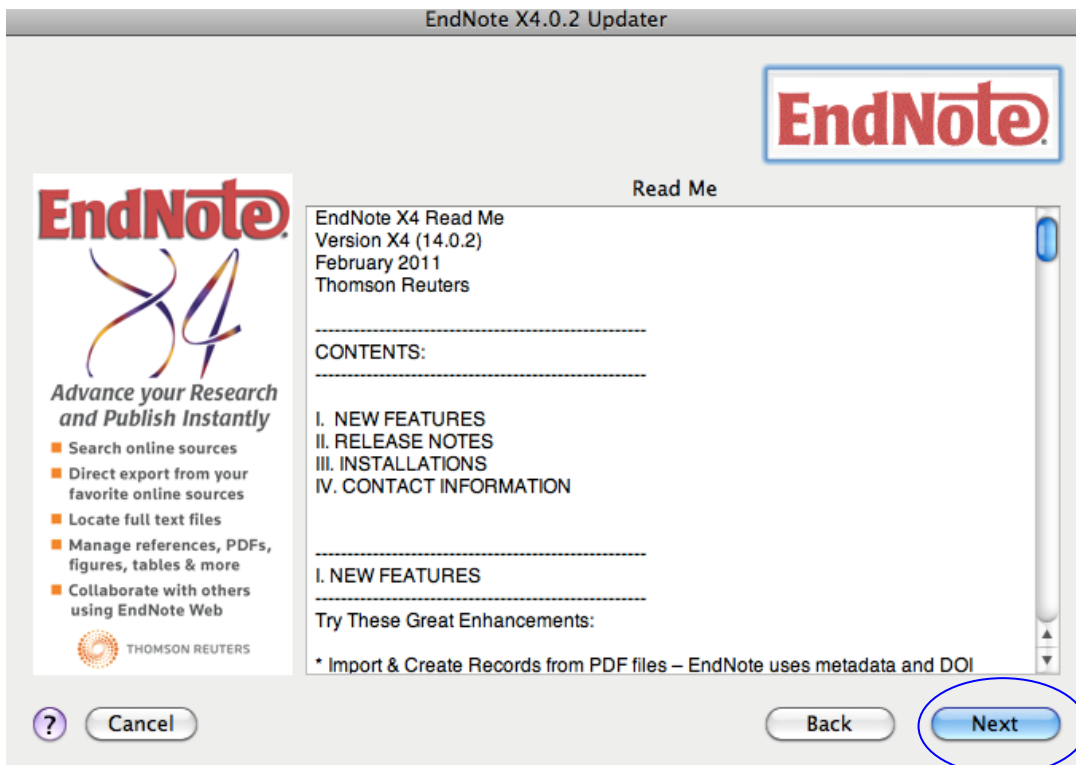 EndNote X4.0.2 Updater
EndNote.
EndNote.
X4
Advance your Research
and Publish Instantly
Search online sources
Direct export from your
favorite online sources
Locate full text files
Manage references, PDFs,
figures, tables & more
Collaborate with others
using EndNote Web
THOMSON REUTERS
Read Me
EndNote X4 Read Me
Version X4 (14.0.2)
February 2011
Thomson Reuters
---------------------------------------------------
CONTENTS:
---------------------------------------------------
I. NEW FEATURES
II. RELEASE NOTES
III. INSTALLATIONS
IV. CONTACT INFORMATION
---------------------------------------------------
I. NEW FEATURES
---------------------------------------------------
Try These Great Enhancements:
* Import & Create Records from PDF files – EndNote uses metadata and DOI
? Cancel Back Next